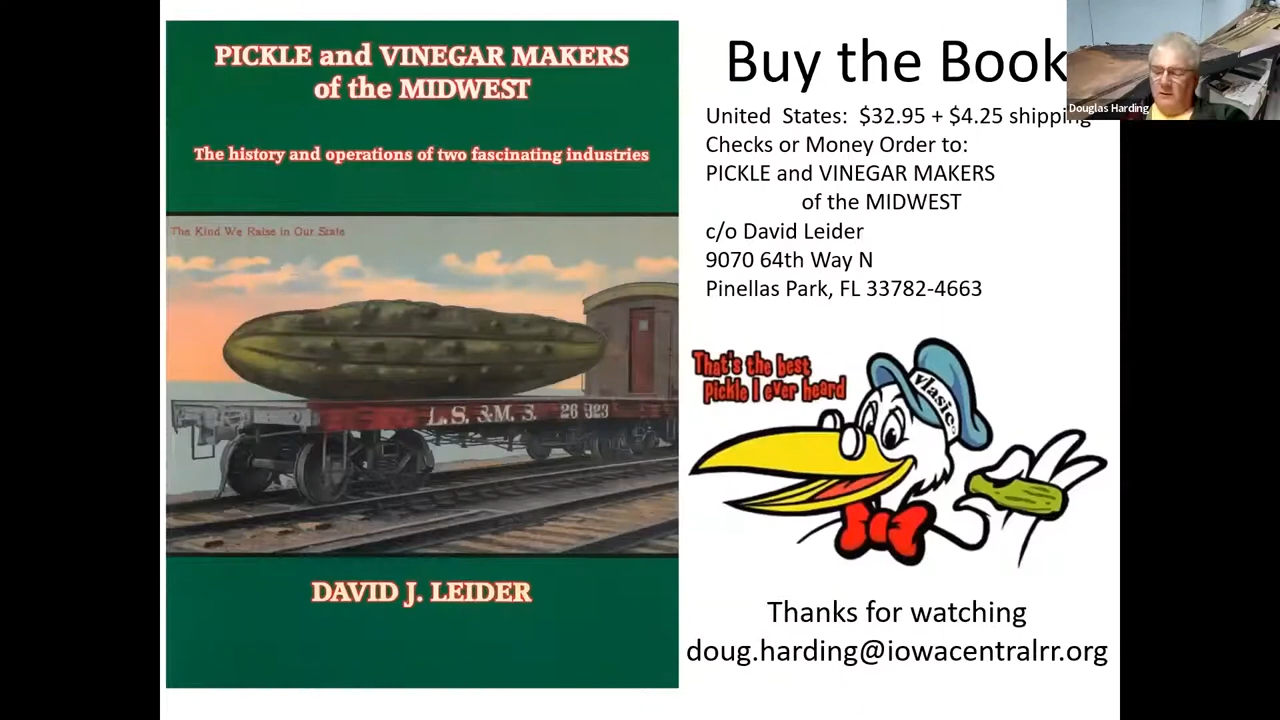 PICKLE and VINEGAR MAKERS
of the MIDWEST
The history and operations of two fascinating industries
The Kind We Raise in Our State
L.S. &M. S. 26 923
DAVID J. LEIDER
Buy the Book
Douglas Harding
United States: $32.95 + $4.25 shipping
Checks or Money Order to:
PICKLE and VINEGAR MAKERS
of the MIDWEST
c/o David Leider
9070 64th Way N
Pinellas Park, FL 33782-4663
That's the best
Pickle I ever heard
Vlasic
Thanks for watching
doug.harding@iowacentralrr.org